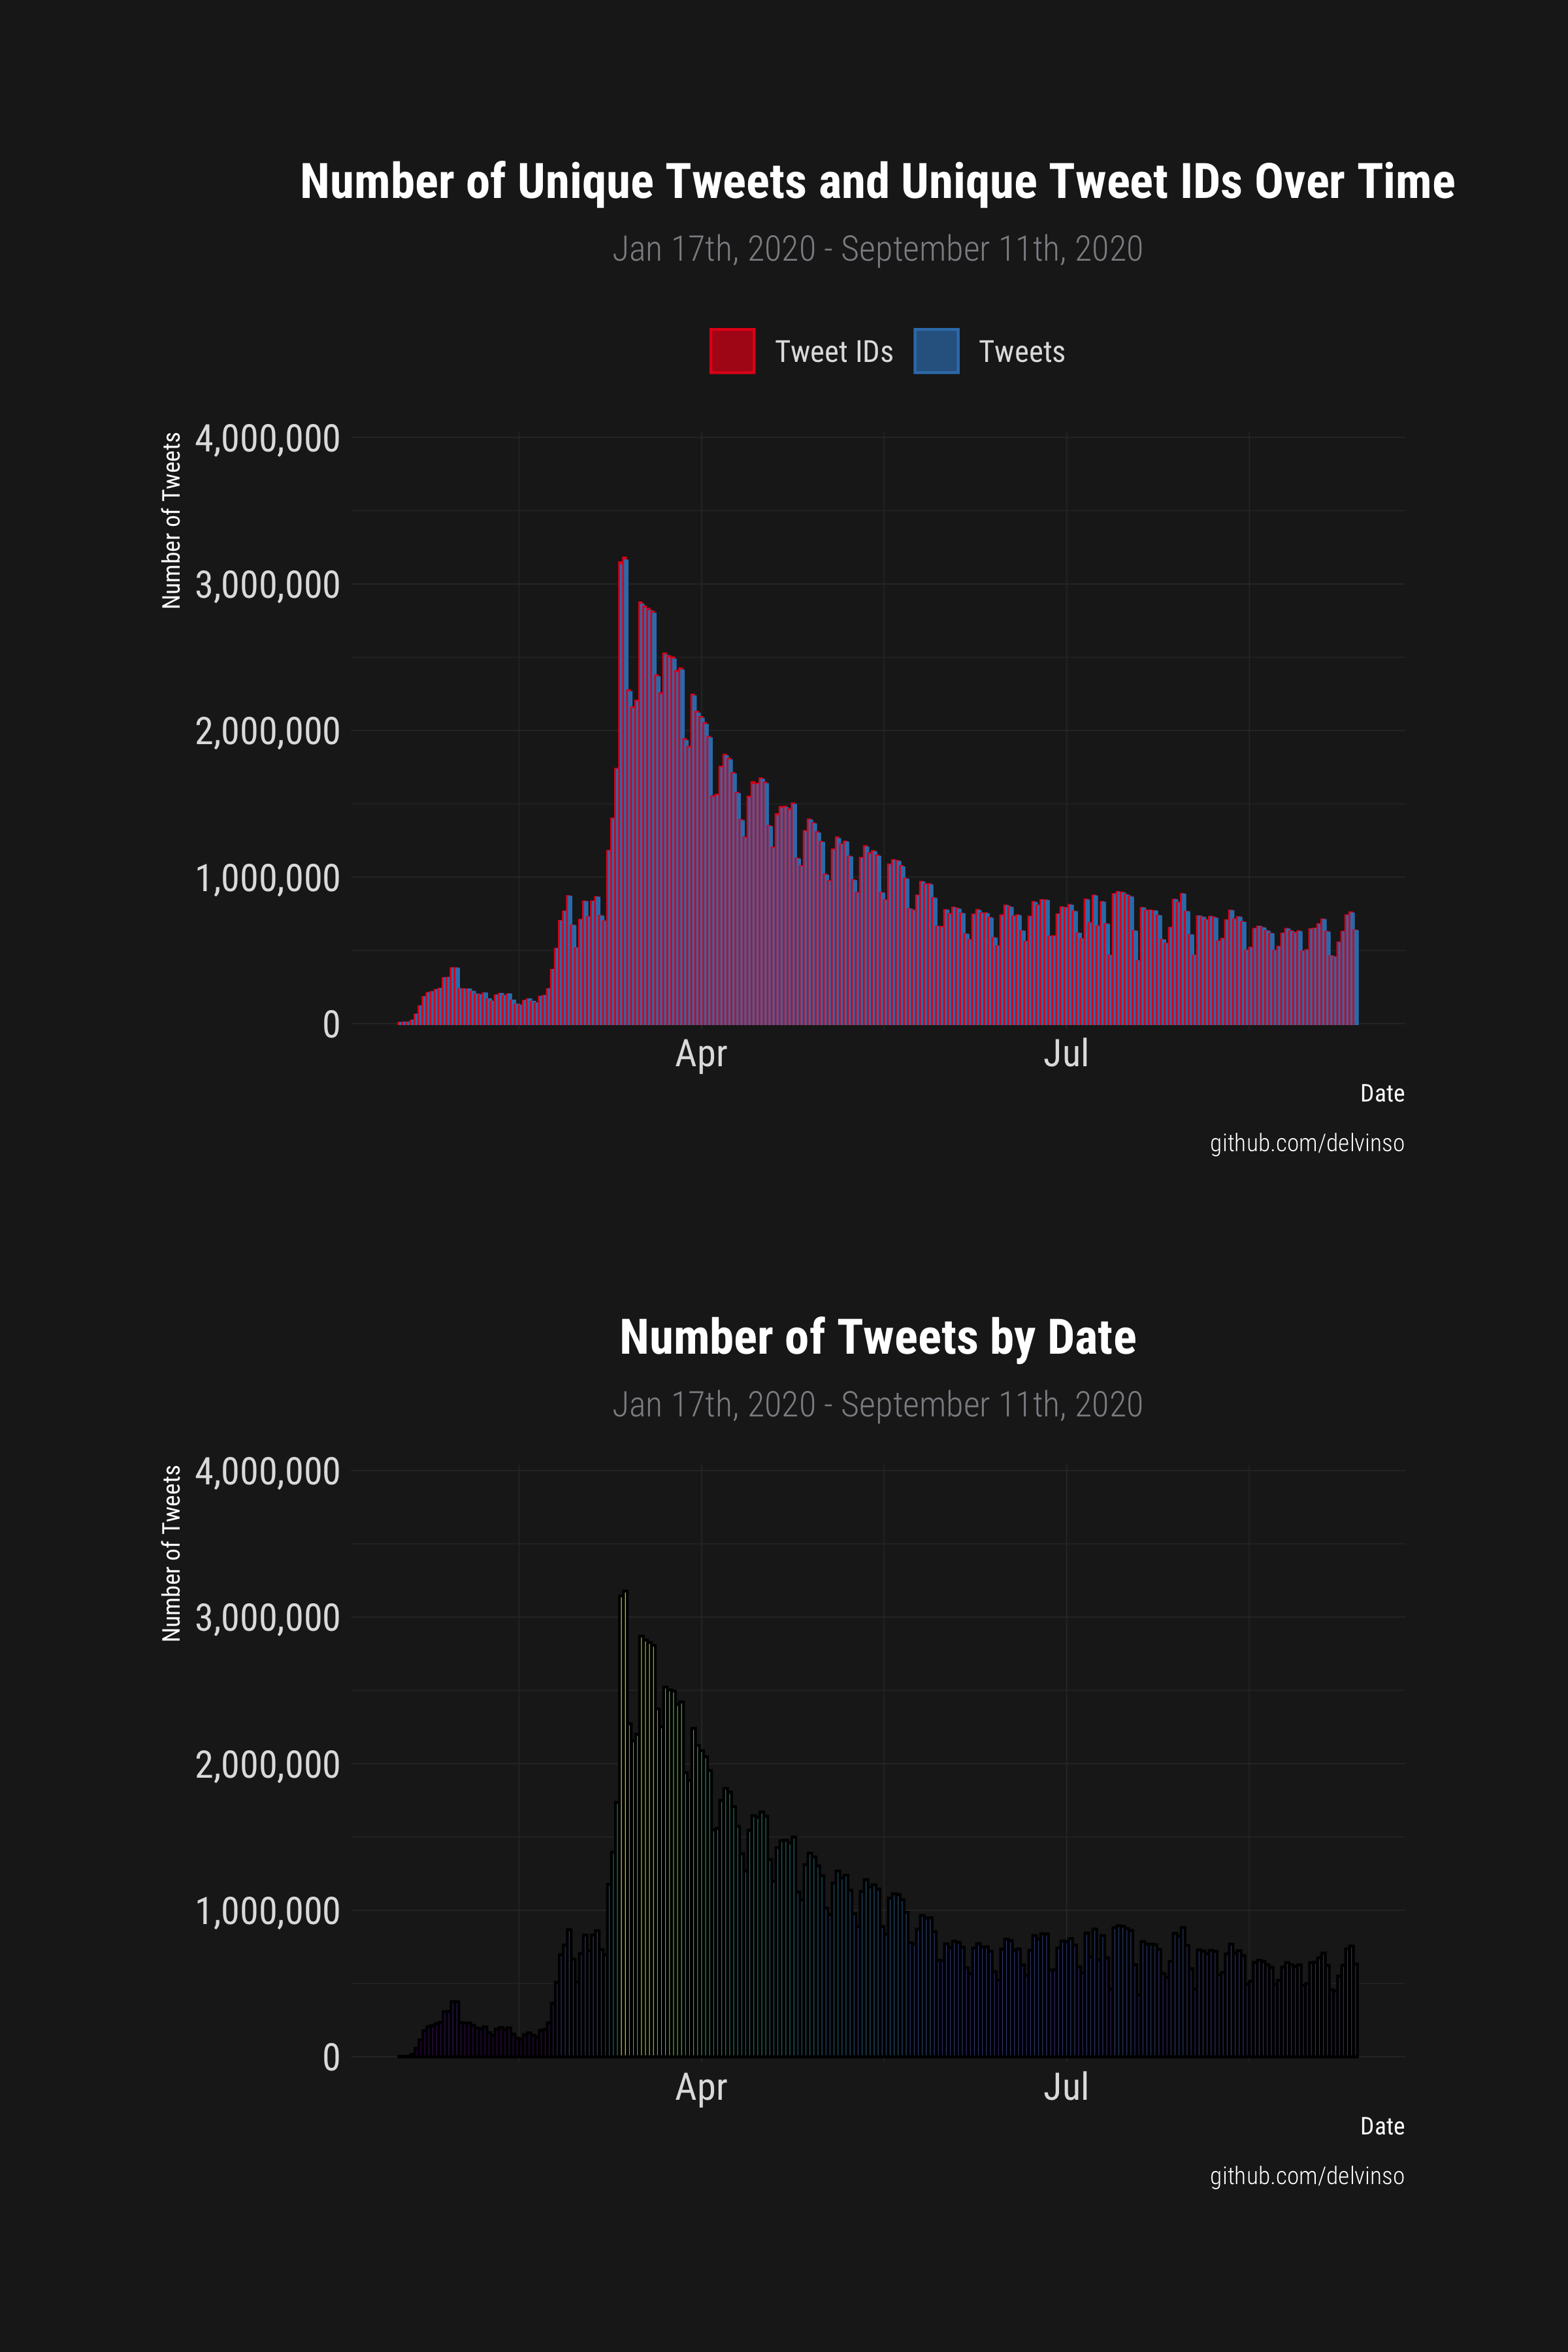 Number of Unique Tweets and Unique Tweet IDs Over Time
Jan 17th, 2020 - September 11th, 2020
Tweet IDs
Tweets
Number of Tweets
4,000,000
3,000,000
2,000,000
1,000,000
0
Apr
Jul
Date
github.com/delvinso
Number of Tweets by Date
Jan 17th, 2020 - September 11th, 2020
Number of Tweets
4,000,000
3,000,000
2,000,000
1,000,000
0
Apr
Jul
Date
github.com/delvinso